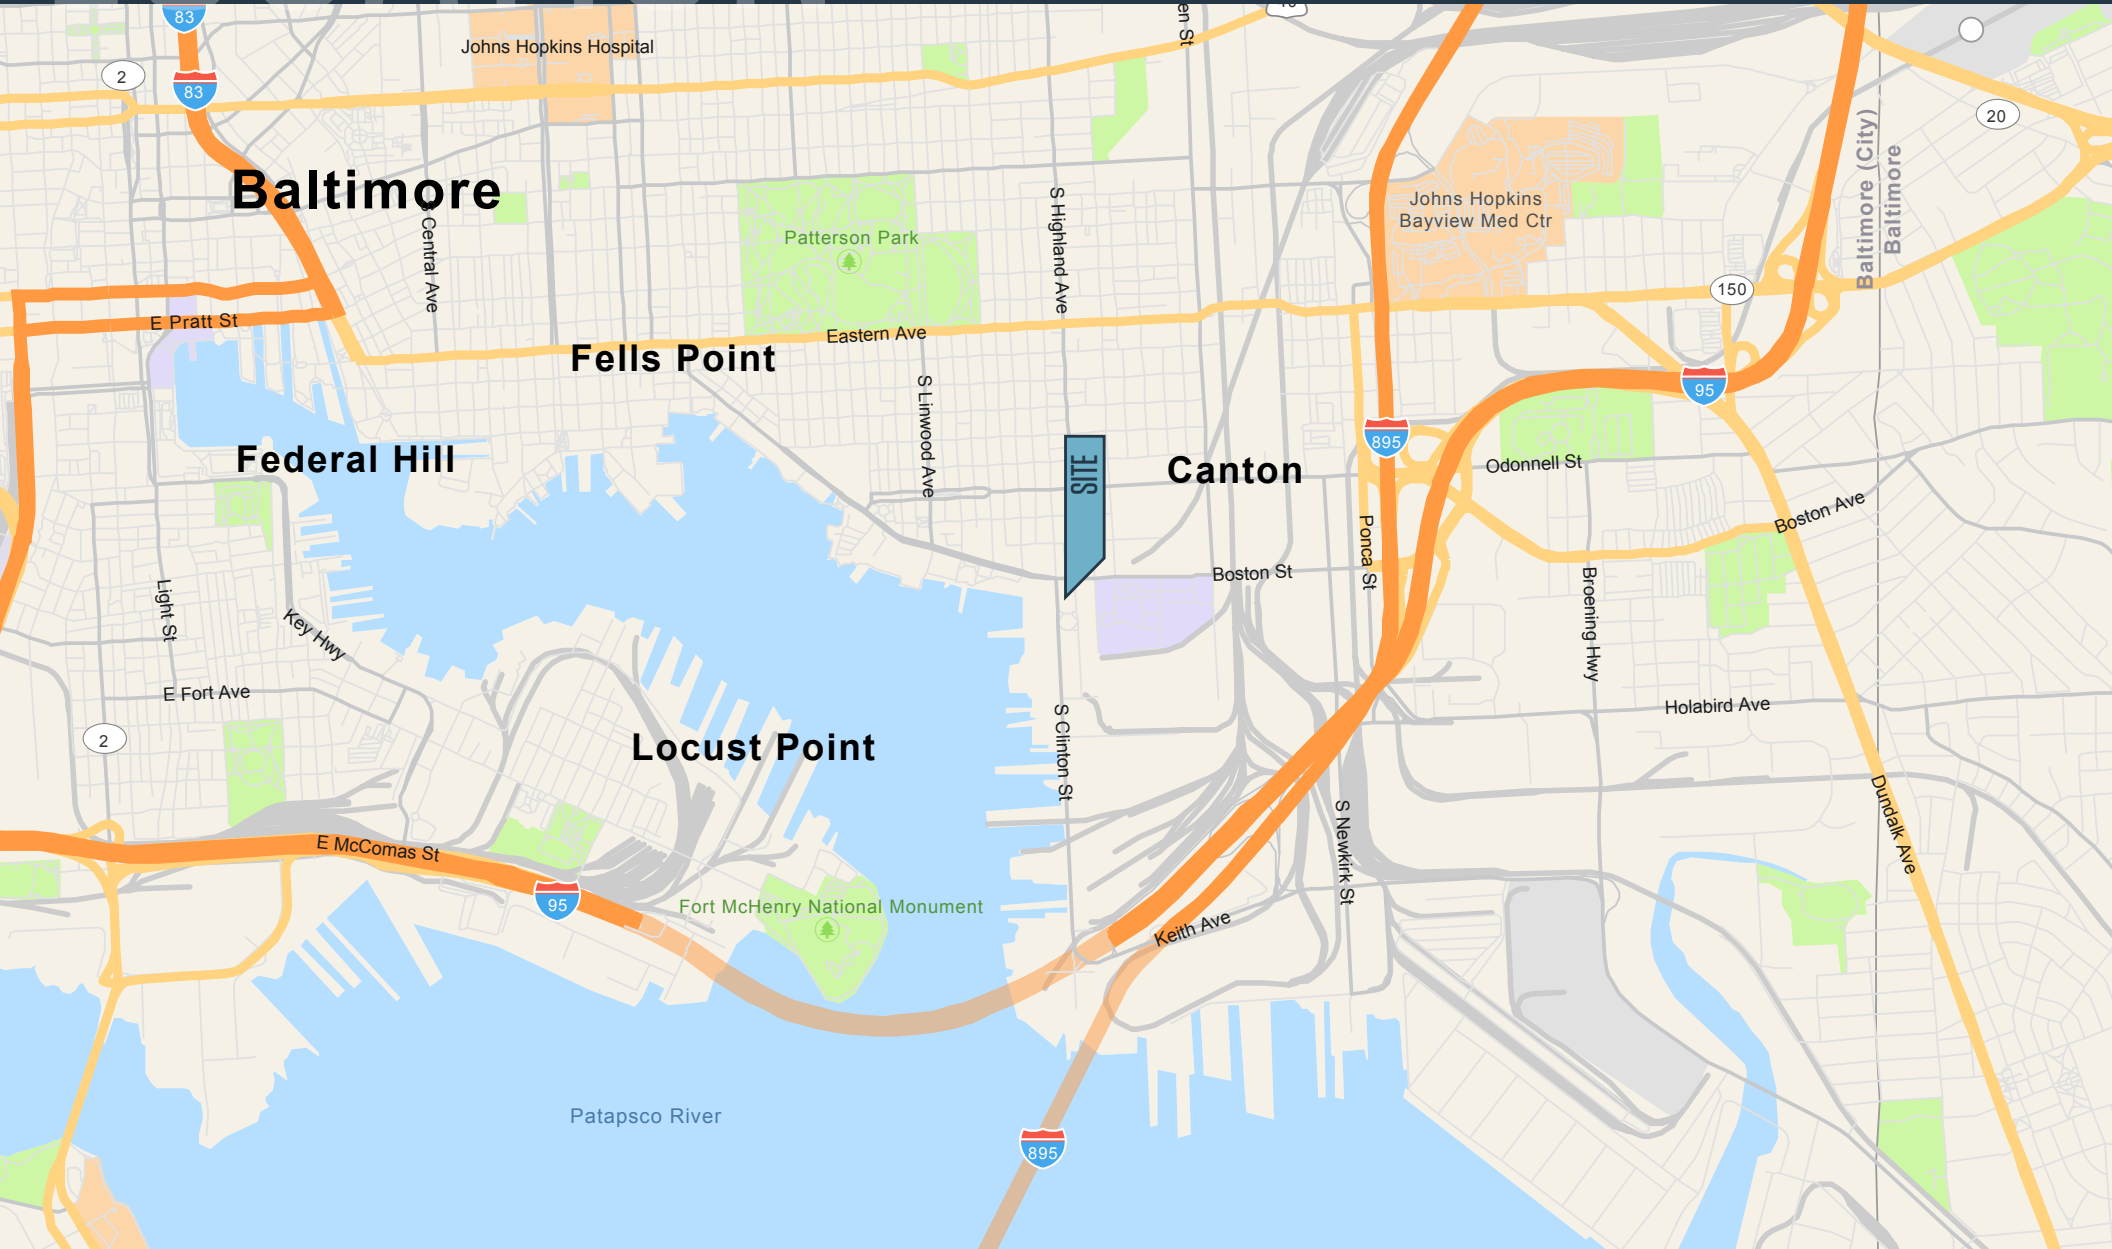 83
en St
Johns Hopkins Hospital
2
83
20
Baltimore (City)
Baltimore
Baltimore
S Central Ave
S Highland Ave
Johns Hopkins
Bayview Med Ctr
Patterson Park
150
E Pratt St
Eastern Ave
Fells Point
S Linwood Ave
95
895
Federal Hill
SITE
Canton
Odonnell St
Boston Ave
Ponca St
Boston St
Broening Hwy
Light St
Key Hwy
E Fort Ave
2
Locust Point
S Clinton St
Holabird Ave
Dundalk Ave
S Newkirk St
E McComas St
95
Fort McHenry National Monument
Keith Ave
Patapsco River
895